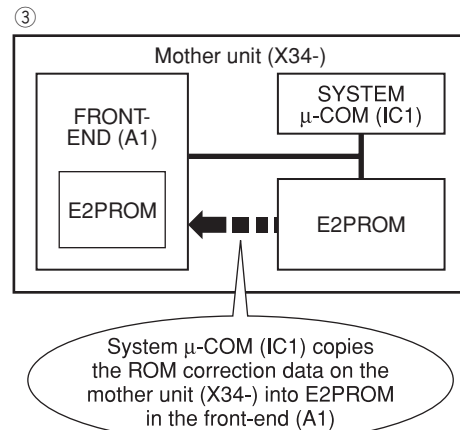 ③
Mother unit (X34-)
FRONT-
END (A1)
E2PROM
SYSTEM
μ-COM (IC1)
E2PROM
System μ-COM (IC1) copies
the ROM correction data on the
mother unit (X34-) into E2PROM
in the front-end (A1)